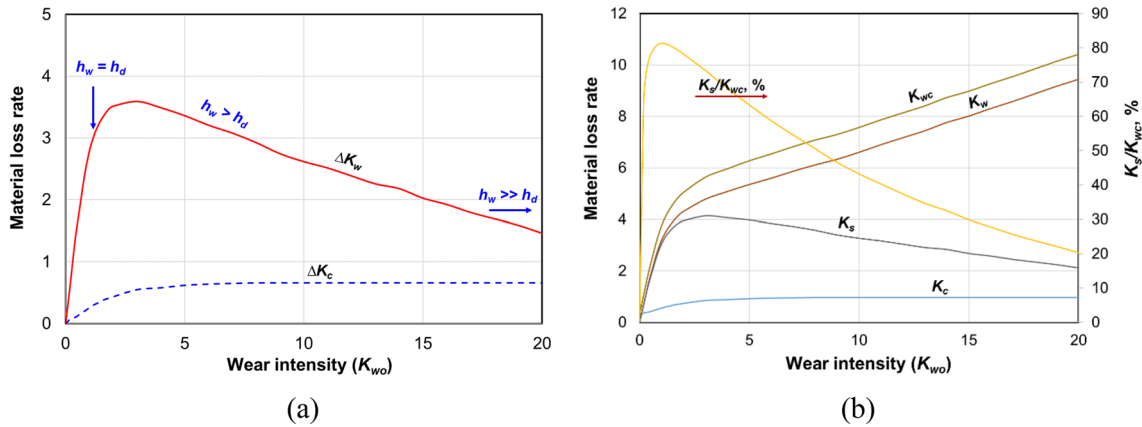 5
4
3
2
1
0
Material loss rate
h_w = h_d
h_w > h_d
ΔK_w
h_w >> h_d
ΔK_c
0 5 10 15 20
Wear intensity (K_wo)
(a)
12
10
8
6
4
2
0
Material loss rate
K_s/K_wc, %
K_wc
K_w
K_s
K_c
90
80
70
60
50
40
30
20
10
0
K_s/K_wc, %
0 5 10 15 20
Wear intensity (K_wo)
(b)